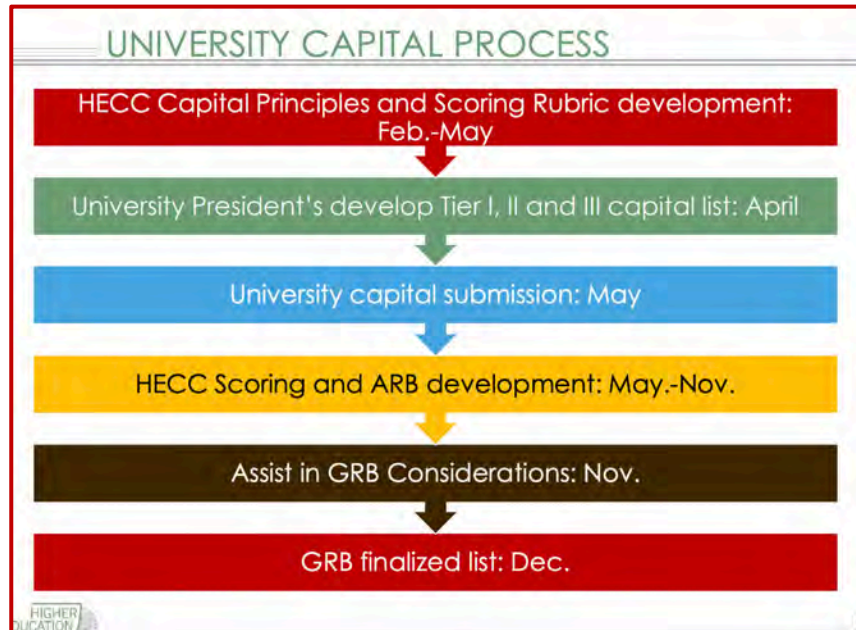 UNIVERSITY CAPITAL PROCESS
HECC Capital Principles and Scoring Rubric development:
Feb.-May
University President's develop Tier I, II and III capital list: April
University capital submission: May
HECC Scoring and ARB development: May.-Nov.
Assist in GRB Considerations: Nov.
GRB finalized list: Dec.
HIGHER
DUCATION